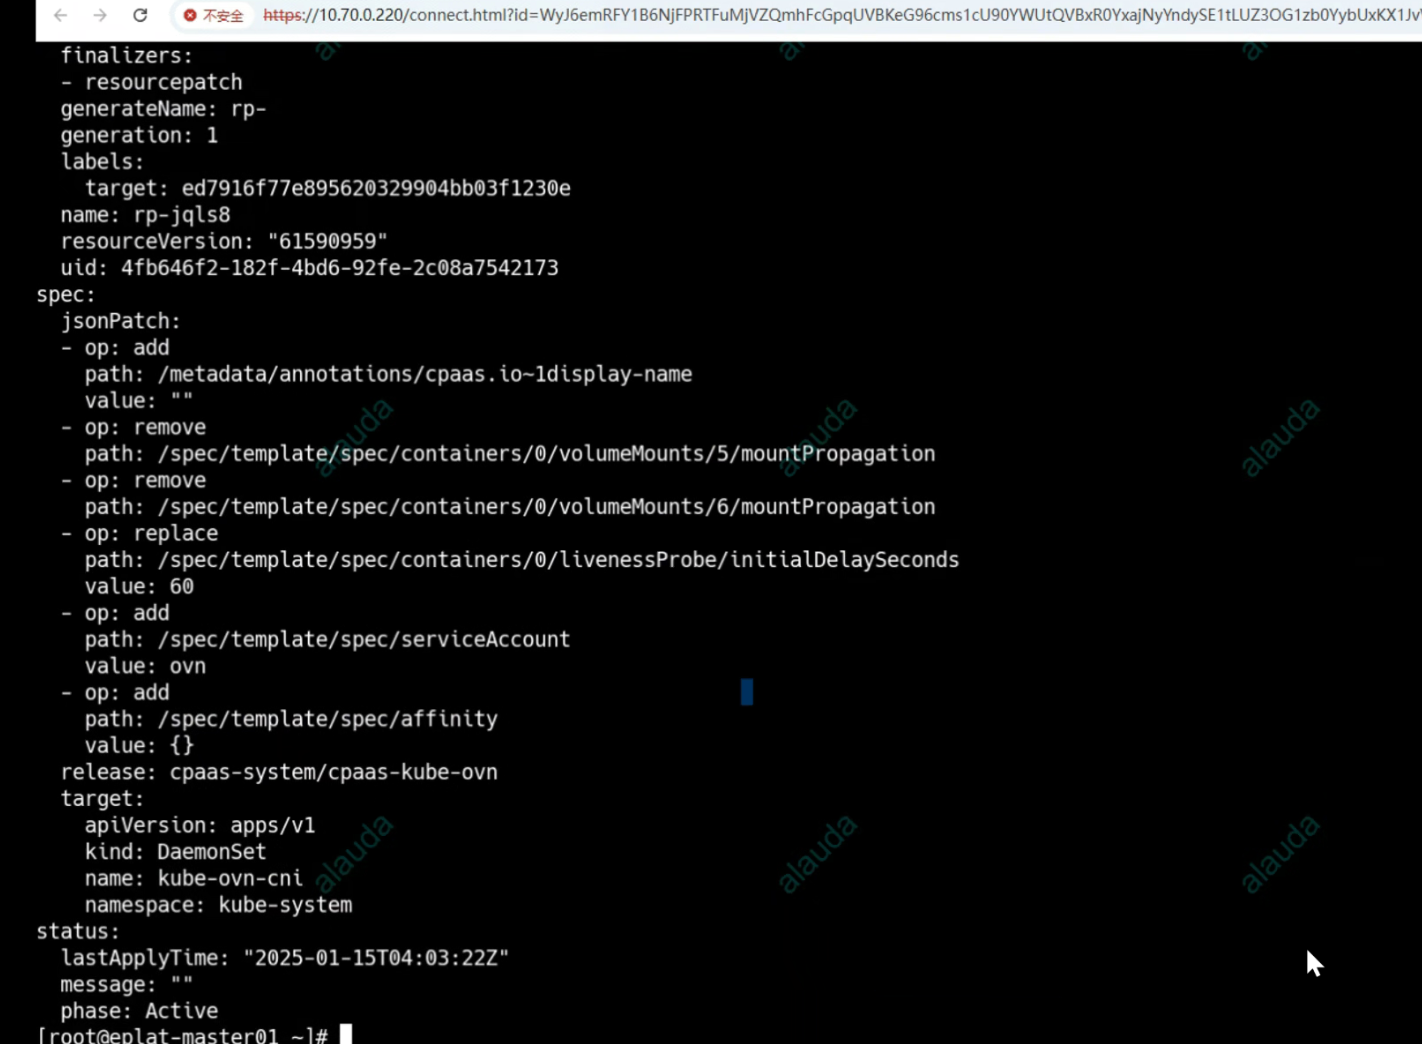 不安全 https://10.70.0.220/connect.html?id=WyJ6emRFY1B6NjFPRTFuMjVZQmhFcGpqUVBKeG96cms1cU90YWUtQVBxR0YxajNyYndySE1tLUZ3OG1zb0YybUxKX1Jv
finalizers:
- resourcepatch
generateName: rp-
generation: 1
labels:
target: ed7916f77e895620329904bb03f1230e
name: rp-jqls8
resourceVersion: "61590959"
uid: 4fb646f2-182f-4bd6-92fe-2c08a7542173
spec:
jsonPatch:
- op: add
path: /metadata/annotations/cpaas.io~1display-name
value: ""
- op: remove
path: /spec/template/spec/containers/0/volumeMounts/5/mountPropagation
- op: remove
path: /spec/template/spec/containers/0/volumeMounts/6/mountPropagation
- op: replace
path: /spec/template/spec/containers/0/livenessProbe/initialDelaySeconds
value: 60
- op: add
path: /spec/template/spec/serviceAccount
value: ovn
- op: add
path: /spec/template/spec/affinity
value: {}
release: cpaas-system/cpaas-kube-ovn
target:
apiVersion: apps/v1
kind: DaemonSet
name: kube-ovn-cni
namespace: kube-system
status:
lastApplyTime: "2025-01-15T04:03:22Z"
message: ""
phase: Active
[root@eplat-master01 ~]#
alauda
alauda
alauda
alauda
alauda
alauda